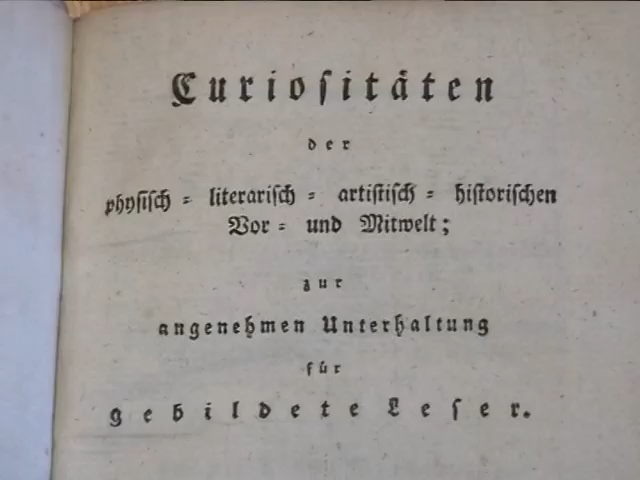 Curioſitäten
der
phyſiſch = literariſch = artiſtiſch = hiſtoriſchen
Vor = und Mitwelt;
zur
angenehmen Unterhaltung
für
gebildete Leſer.